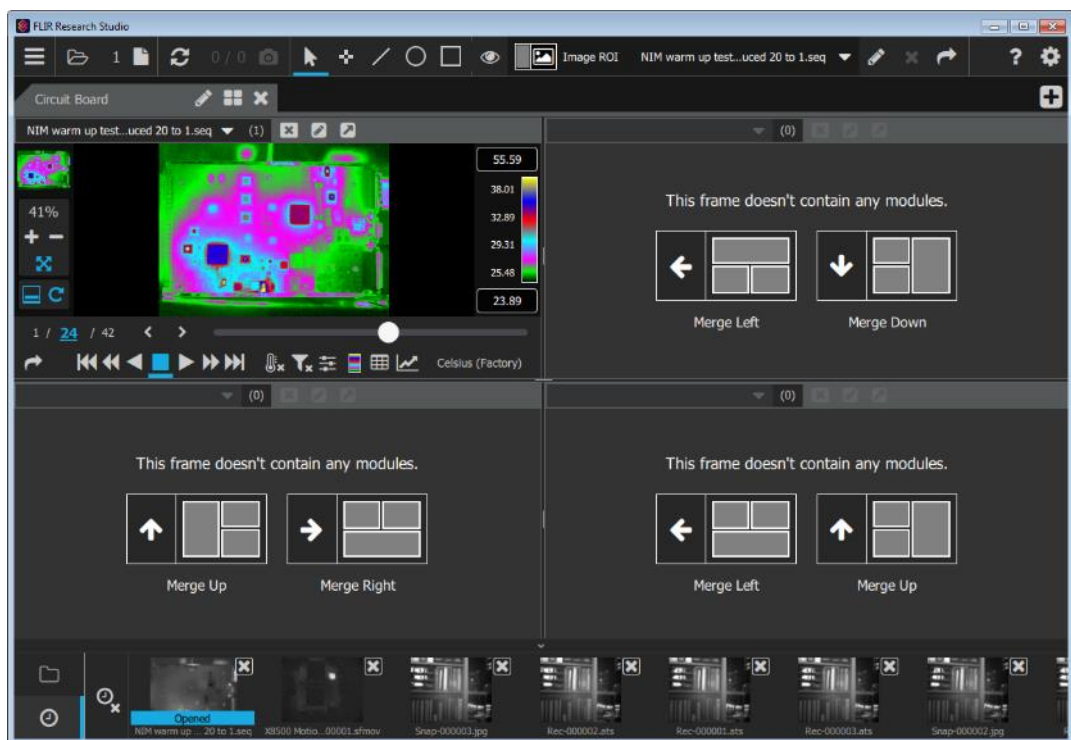 FLIR Research Studio
1 0 / 0 Image ROI NIM warm up test...uced 20 to 1.seq ?
Circuit Board
NIM warm up test...uced 20 to 1.seq (1)
(0)
41%
55.59
38.01
32.89
29.31
25.48
23.89
1 / 24 / 42
Celsius (Factory)
This frame doesn't contain any modules.
Merge Left Merge Down
(0)
(0)
This frame doesn't contain any modules.
Merge Up Merge Right
This frame doesn't contain any modules.
Merge Left Merge Up
Opened
NIM warm up ... 20 to 1.seq X8500 Motio...00001.sfmov Snap-000003.jpg Rec-000002.ats Rec-000001.ats Rec-000003.ats Snap-000002.jpg